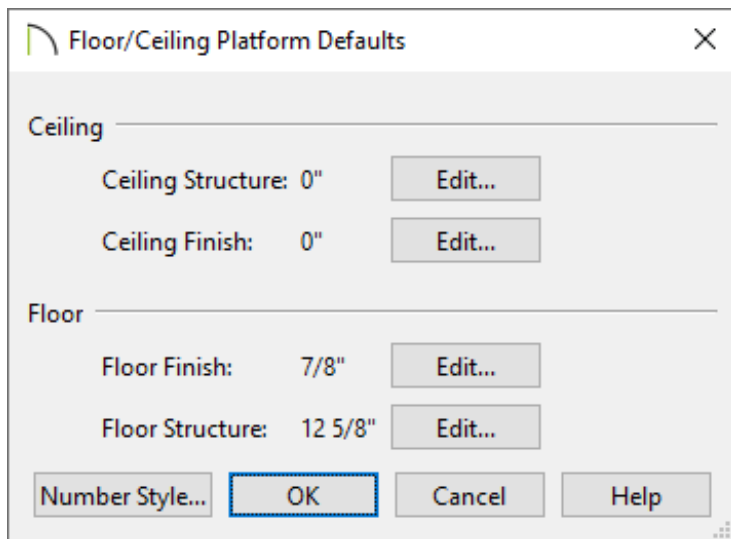 Floor/Ceiling Platform Defaults
Ceiling
Ceiling Structure: 0" Edit...
Ceiling Finish: 0" Edit...
Floor
Floor Finish: 7/8" Edit...
Floor Structure: 12 5/8" Edit...
Number Style... OK Cancel Help